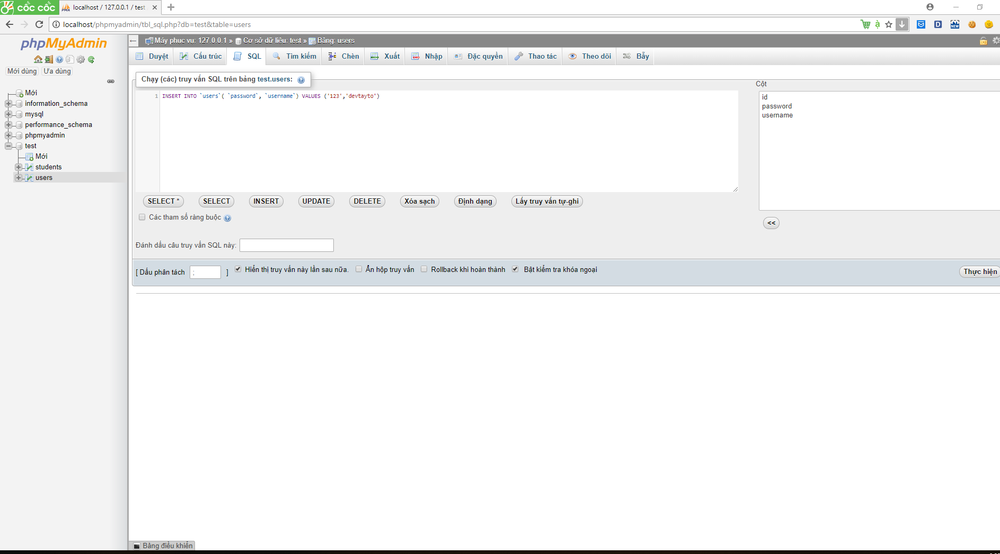 cốc cốc
PMA
localhost / 127.0.0.1 / test
localhost/phpmyadmin/tbl_sql.php?db=test&table=users
à
D
NEW
phpMyAdmin
Mới dùng
Ưa dùng
Mới
information_schema
mysql
performance_schema
phpmyadmin
test
Mới
students
users
Máy phục vụ: 127.0.0.1 » Cơ sở dữ liệu: test » Bảng: users
Duyệt
Cấu trúc
SQL
Tìm kiếm
Chèn
Xuất
Nhập
Đặc quyền
Thao tác
Theo dõi
Bẫy
Chạy (các) truy vấn SQL trên bảng test.users:
1 INSERT INTO `users`( `password`, `username`) VALUES ('123','devtayto')
Cột
id
password
username
<<
SELECT *
SELECT
INSERT
UPDATE
DELETE
Xóa sạch
Định dạng
Lấy truy vấn tự-ghi
Các tham số ràng buộc
Đánh dấu câu truy vấn SQL này:
[ Dấu phân tách ; ]
Hiển thị truy vấn này lần sau nữa.
Ẩn hộp truy vấn
Rollback khi hoàn thành
Bật kiểm tra khóa ngoại
Thực hiện
Bảng điều khiển